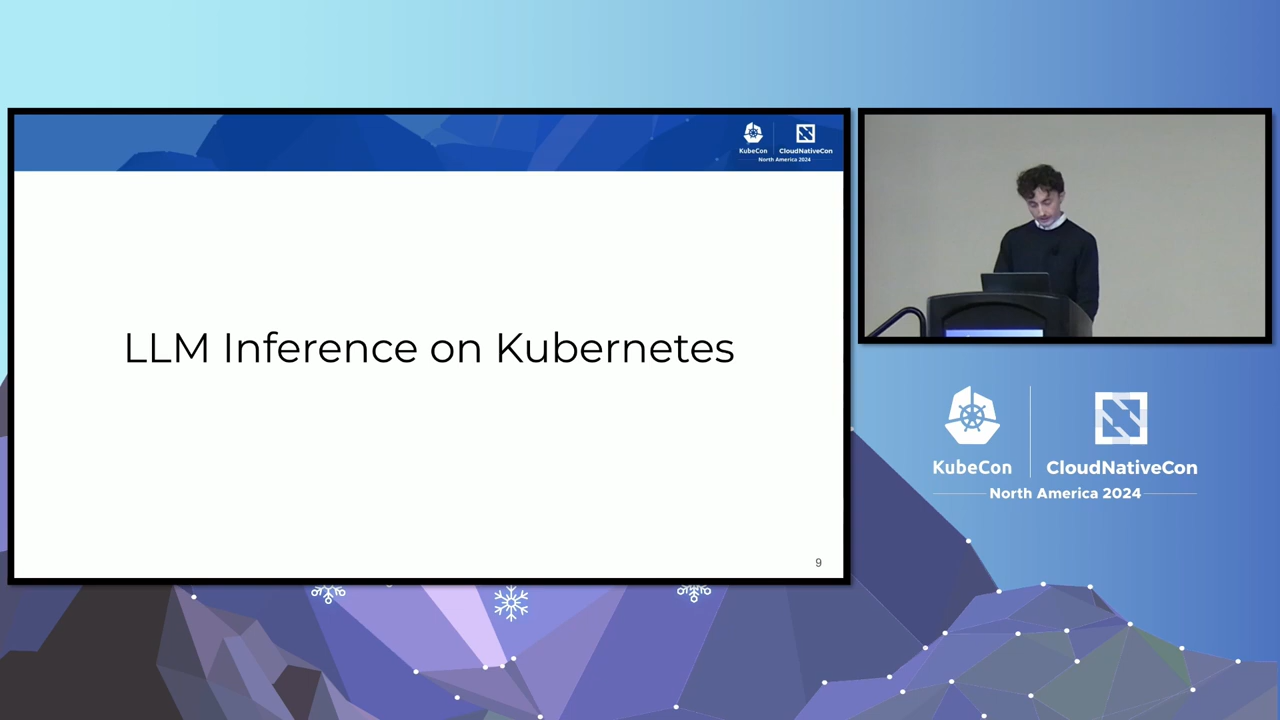 KubeCon
CloudNativeCon
North America 2024
LLM Inference on Kubernetes
9
KubeCon
CloudNativeCon
North America 2024